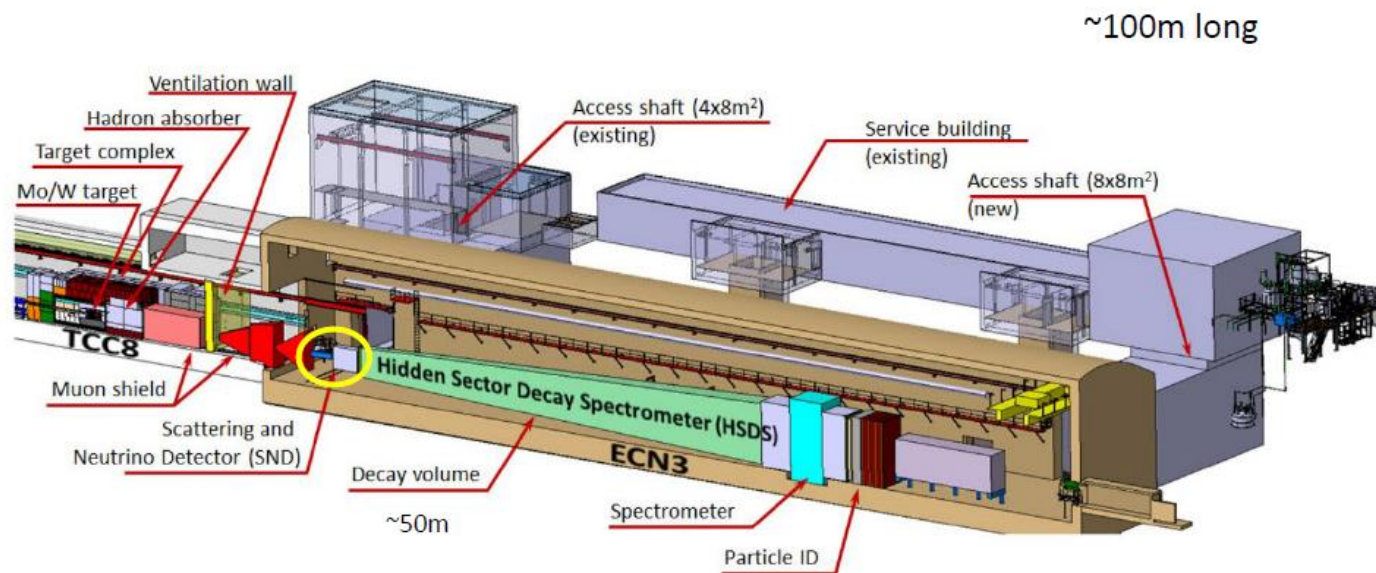 ~100m long
Ventilation wall
Hadron absorber
Target complex
Mo/W target
Access shaft (4x8m²)
(existing)
Service building
(existing)
Access shaft (8x8m²)
(new)
TCC8
Muon shield
Scattering and
Neutrino Detector (SND)
Hidden Sector Decay Spectrometer (HSDS)
Decay volume
~50m
ECN3
Spectrometer
Particle ID